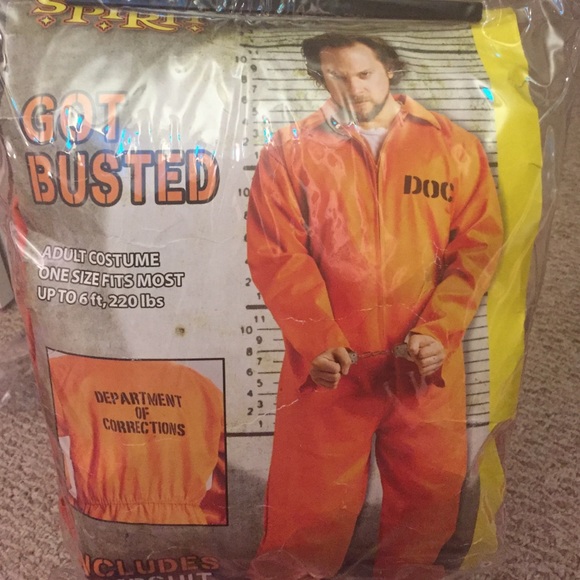 SPIRIT
GOT
BUSTED
ADULT COSTUME
ONE SIZE FITS MOST
UP TO 6 ft, 220 lbs
DOC
DEPARTMENT
OF
CORRECTIONS
INCLUDES